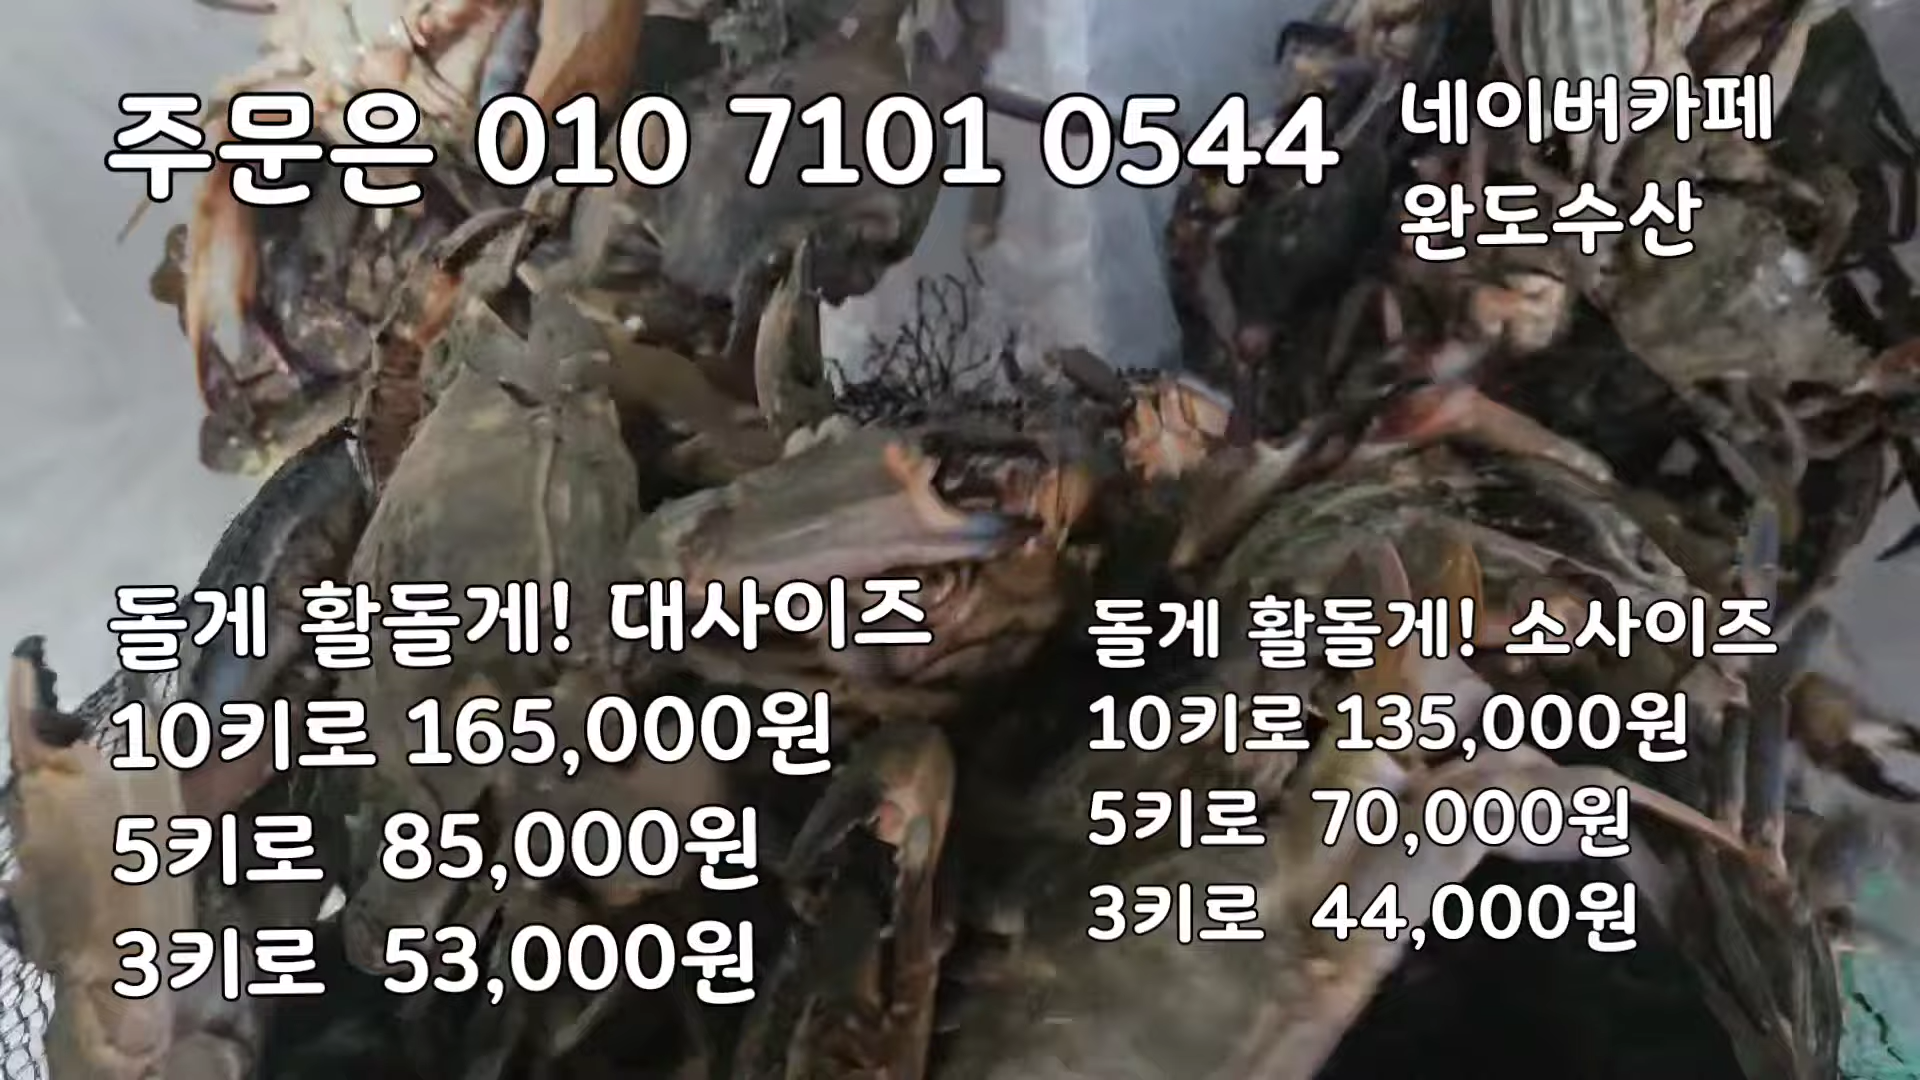 주문은 010 7101 0544
네이버카페
완도수산
돌게 활돌게! 대사이즈
10키로 165,000원
5키로 85,000원
3키로 53,000원
돌게 활돌게! 소사이즈
10키로 135,000원
5키로 70,000원
3키로 44,000원